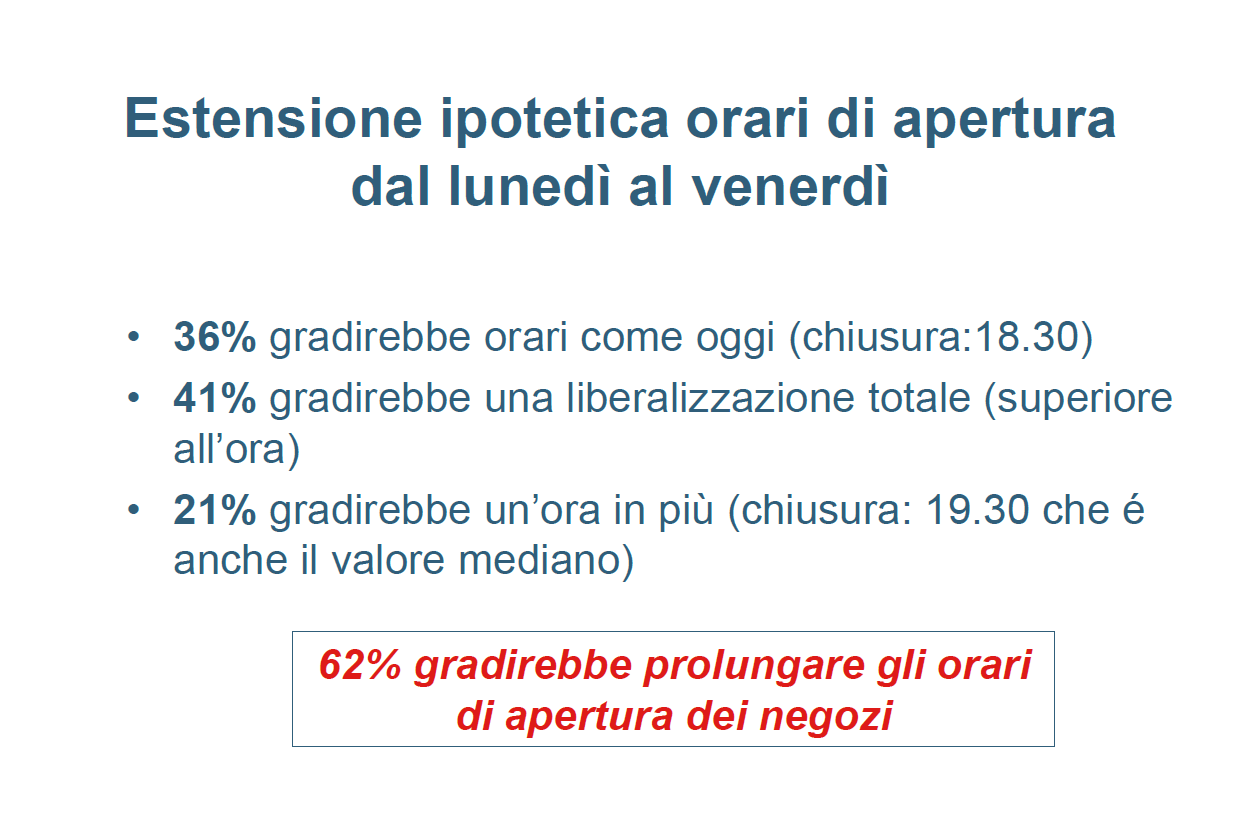 Estensione ipotetica orari di apertura
dal lunedì al venerdì
• 36% gradirebbe orari come oggi (chiusura:18.30)
• 41% gradirebbe una liberalizzazione totale (superiore
all’ora)
• 21% gradirebbe un’ora in più (chiusura: 19.30 che é
anche il valore mediano)
62% gradirebbe prolungare gli orari
di apertura dei negozi